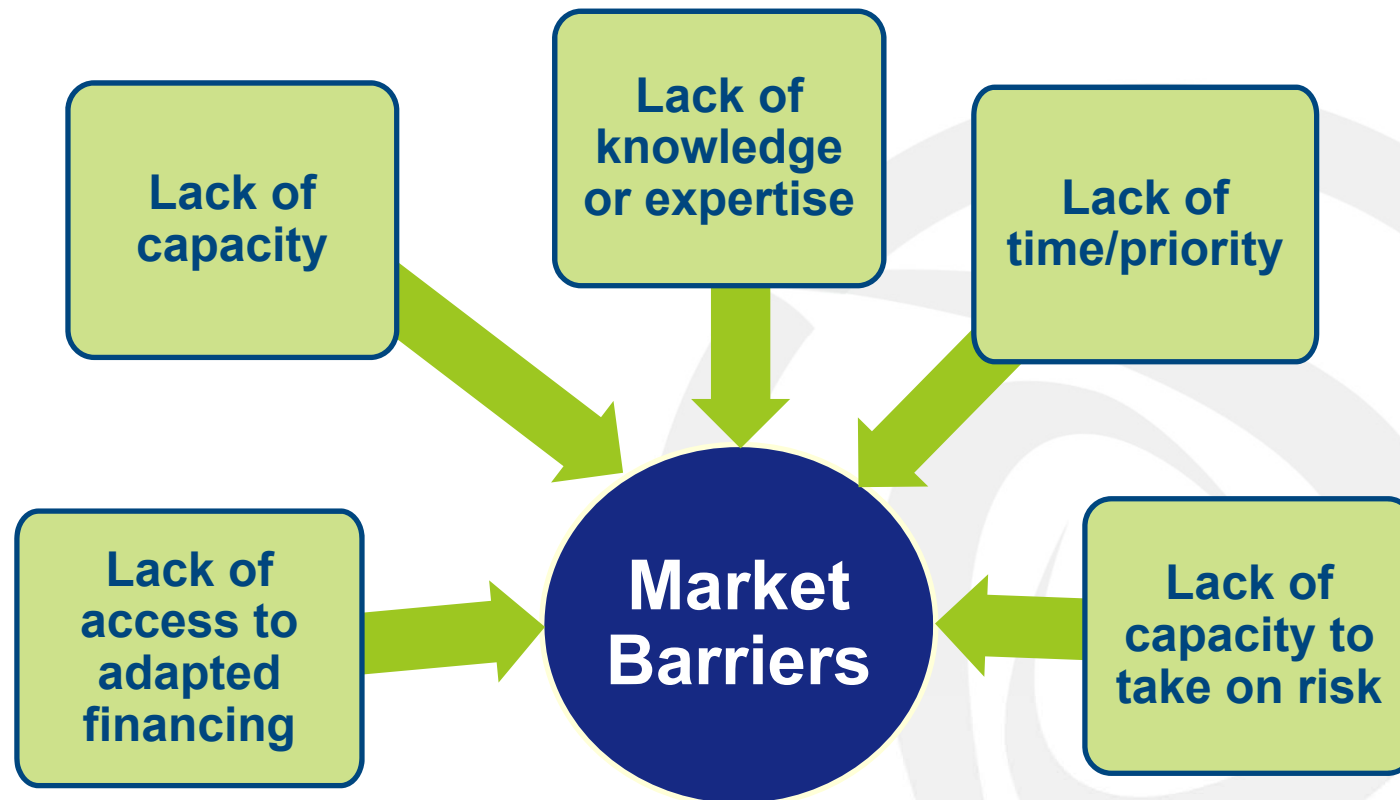 Lack of
capacity
Lack of
knowledge
or expertise
Lack of
time/priority
Lack of
access to
adapted
financing
Market
Barriers
Lack of
capacity to
take on risk